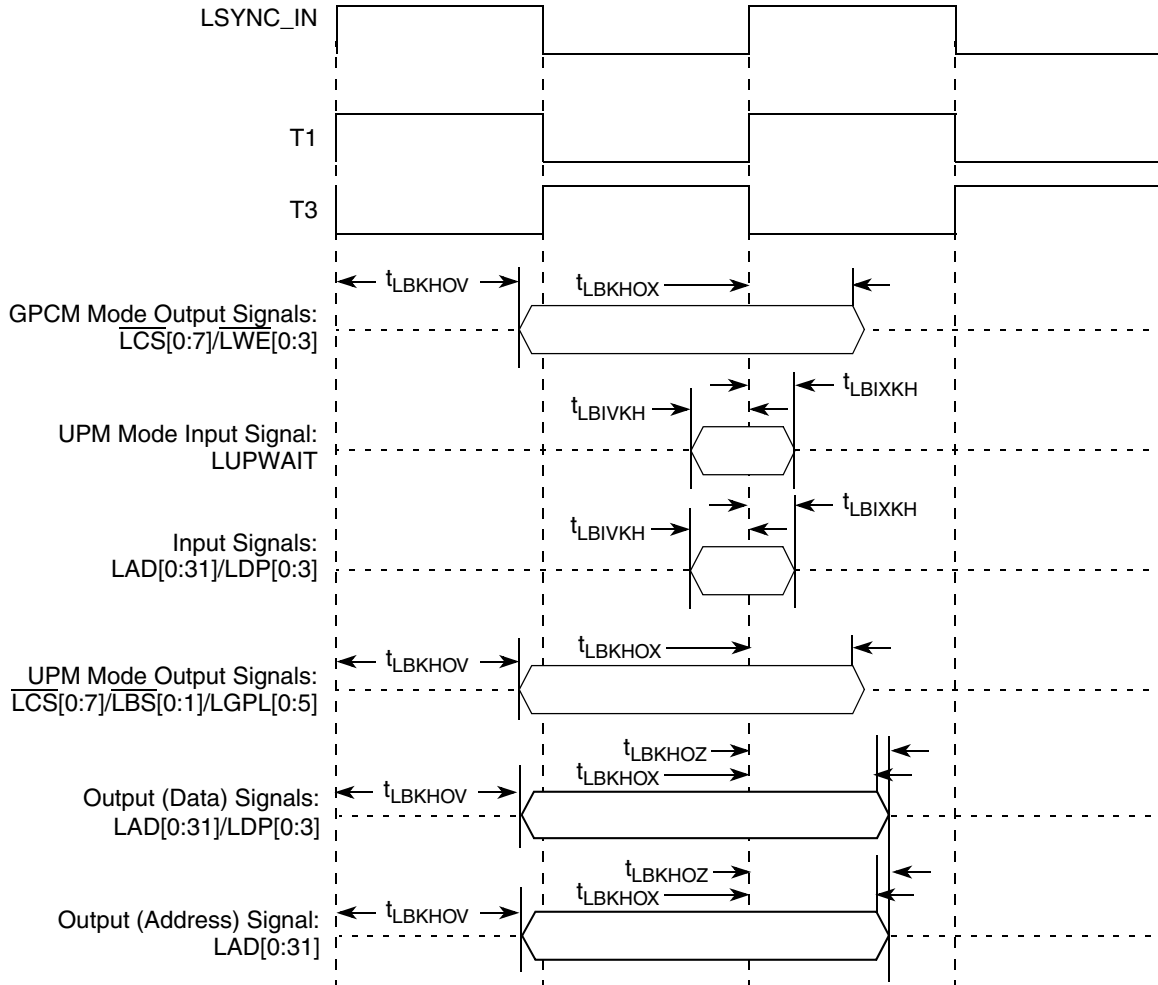 LSYNC_IN
T1
T3
tLBKHOV
tLBKHOX
GPCM Mode Output Signals:
LCS[0:7]/LWE[0:3]
tLBIXKH
tLBIVKH
UPM Mode Input Signal:
LUPWAIT
tLBIXKH
tLBIVKH
Input Signals:
LAD[0:31]/LDP[0:3]
tLBKHOV
tLBKHOX
UPM Mode Output Signals:
LCS[0:7]/LBS[0:1]/LGPL[0:5]
tLBKHOZ
tLBKHOX
tLBKHOV
Output (Data) Signals:
LAD[0:31]/LDP[0:3]
tLBKHOZ
tLBKHOX
tLBKHOV
Output (Address) Signal:
LAD[0:31]